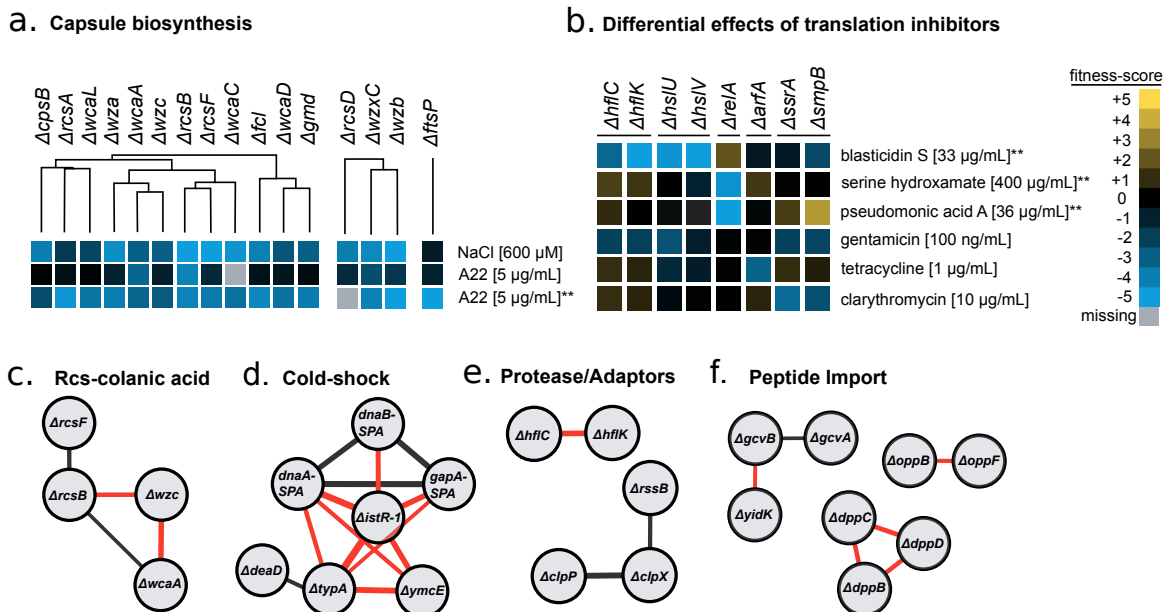 a. Capsule biosynthesis
ΔcpsB ΔrcsA ΔwcaL Δwza ΔwcaA Δwzc ΔrcsB ΔrcsF ΔwcaC Δfcl ΔwcaD Δgmd ΔrcsD ΔwzxC Δwzb ΔftsP
NaCl [600 µM]
A22 [5 µg/mL]
A22 [5 µg/mL]**
b. Differential effects of translation inhibitors
ΔhflC ΔhflK ΔhslU ΔhslV ΔrelA ΔarfA ΔssrA ΔsmpB
blasticidin S [33 µg/mL]**
serine hydroxamate [400 µg/mL]**
pseudomonic acid A [36 µg/mL]**
gentamicin [100 ng/mL]
tetracycline [1 µg/mL]
clarythromycin [10 µg/mL]
fitness-score
+5
+4
+3
+2
+1
0
-1
-2
-3
-4
-5
missing
c. Rcs-colanic acid
ΔrcsF
ΔrcsB
Δwzc
ΔwcaA
d. Cold-shock
dnaB-
SPA
dnaA-
SPA
gapA-
SPA
ΔistR-1
ΔdeaD
ΔtypA
ΔymcE
e. Protease/Adaptors
ΔhflC
ΔhflK
ΔrssB
ΔclpP
ΔclpX
f. Peptide Import
ΔgcvB
ΔgcvA
ΔoppB
ΔoppF
ΔyidK
ΔdppC
ΔdppD
ΔdppB